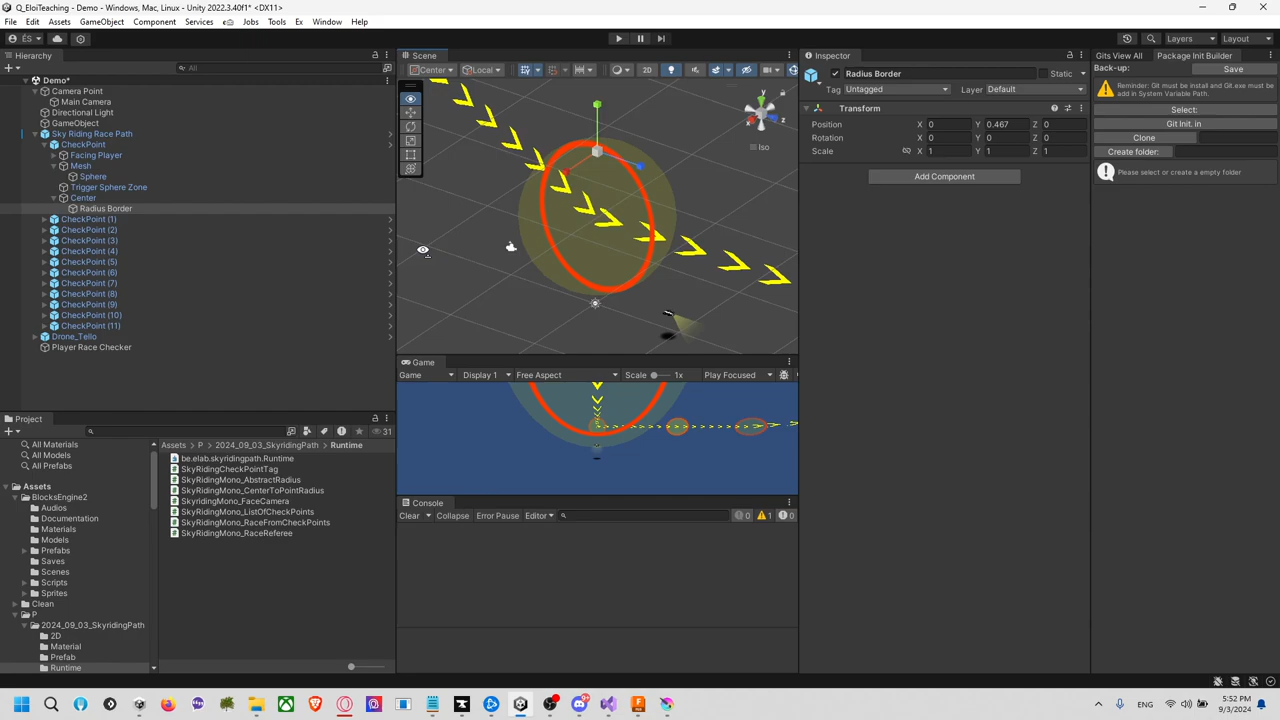 Q_EloiTeaching - Demo - Windows, Mac, Linux - Unity 2022.3.40f1* <DX11>
File Edit Assets GameObject Component Services Jobs Tools Ex Window Help
ÉS Layers Layout
Hierarchy
All
Demo*
Camera Point
Main Camera
Directional Light
GameObject
Sky Riding Race Path
CheckPoint
Facing Player
Mesh
Sphere
Trigger Sphere Zone
Center
Radius Border
CheckPoint (1)
CheckPoint (2)
CheckPoint (3)
CheckPoint (4)
CheckPoint (5)
CheckPoint (6)
CheckPoint (7)
CheckPoint (8)
CheckPoint (9)
CheckPoint (10)
CheckPoint (11)
Drone_Tello
Player Race Checker
Scene
Center Local 2D
y
x z
Iso
Game
Game Display 1 Free Aspect Scale 1x Play Focused
Inspector
Radius Border Static
Tag Untagged Layer Default
Transform
Position X 0 Y 0.467 Z 0
Rotation X 0 Y 0 Z 0
Scale X 1 Y 1 Z 1
Add Component
Gits View All Package Init Builder
Back-up: Save
Reminder: Git must be install and Git.exe must be
add in System Variable Path.
Select:
Git Init. in
Clone
Create folder:
Please select or create a empty folder
Project
31
All Materials
All Models
All Prefabs
Assets
BlocksEngine2
Audios
Documentation
Materials
Models
Prefabs
Saves
Scenes
Scripts
Sprites
Clean
P
2024_09_03_SkyridingPath
2D
Material
Prefab
Runtime
Assets > P > 2024_09_03_SkyridingPath > Runtime
be.elab.skyridingpath.Runtime
SkyRidingCheckPointTag
SkyRidingMono_AbstractRadius
SkyRidingMono_CenterToPointRadius
SkyridingMono_FaceCamera
SkyRidingMono_ListOfCheckPoints
SkyRidingMono_RaceFromCheckPoints
SkyRidingMono_RaceReferee
Console
Clear Collapse Error Pause Editor 0 1 0
5:52 PM
9/3/2024